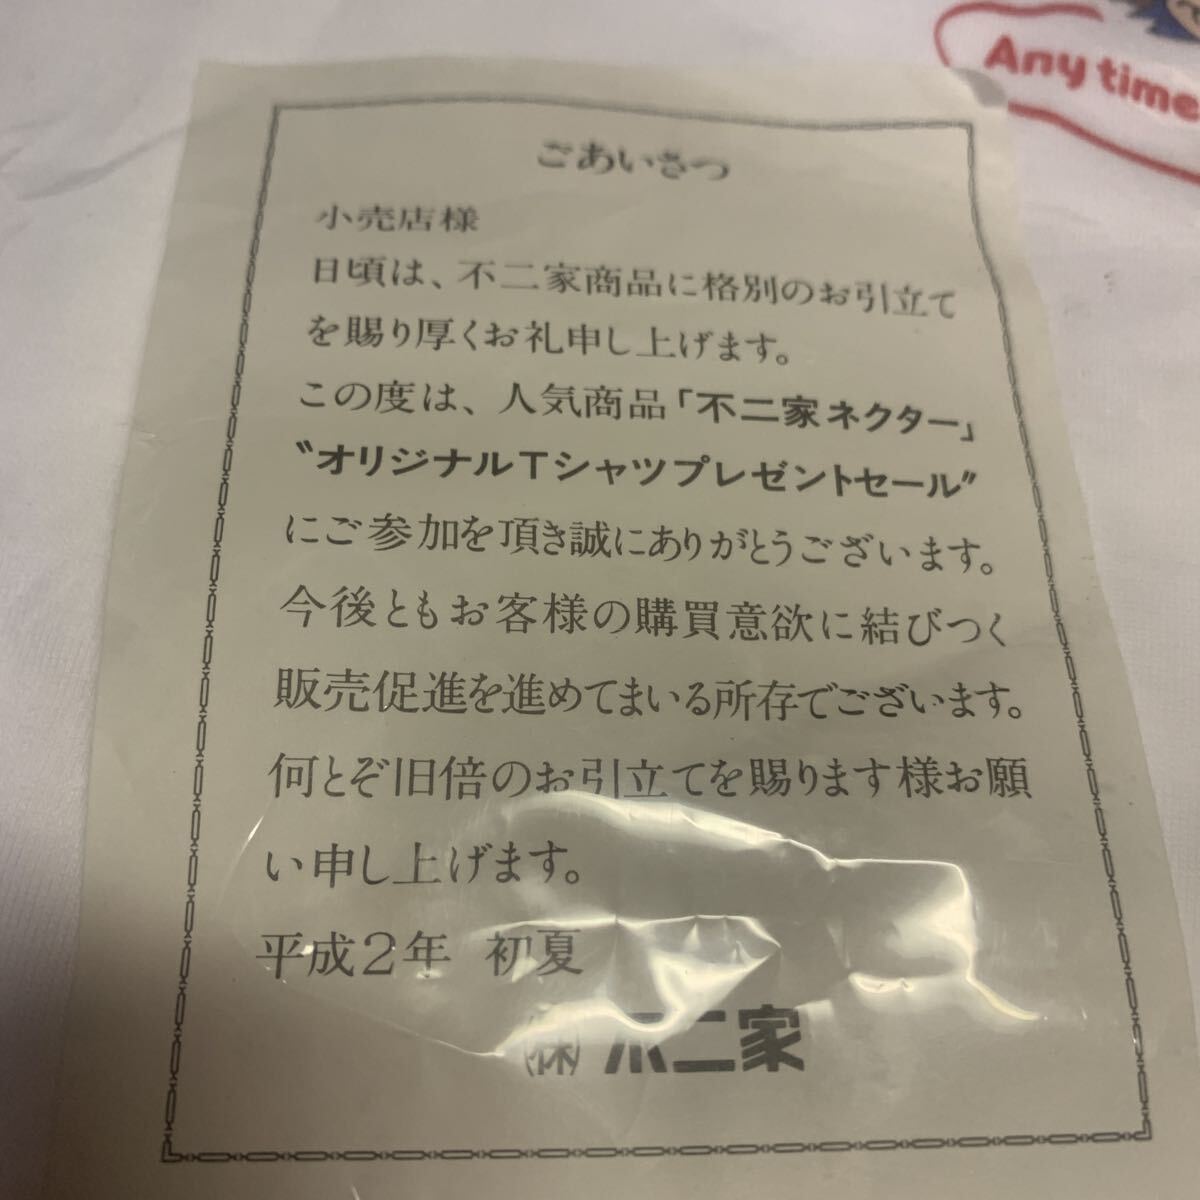 Any time
ごあいさつ
小売店様
日頃は、不二家商品に格別のお引立て
を賜り厚くお礼申し上げます。
この度は、人気商品「不二家ネクター」
〝オリジナルTシャツプレゼントセール〟
にご参加を頂き誠にありがとうございます。
今後ともお客様の購買意欲に結びつく
販売促進を進めてまいる所存でございます。
何とぞ旧倍のお引立てを賜ります様お願
い申し上げます。
平成2年 初夏
㈱不二家